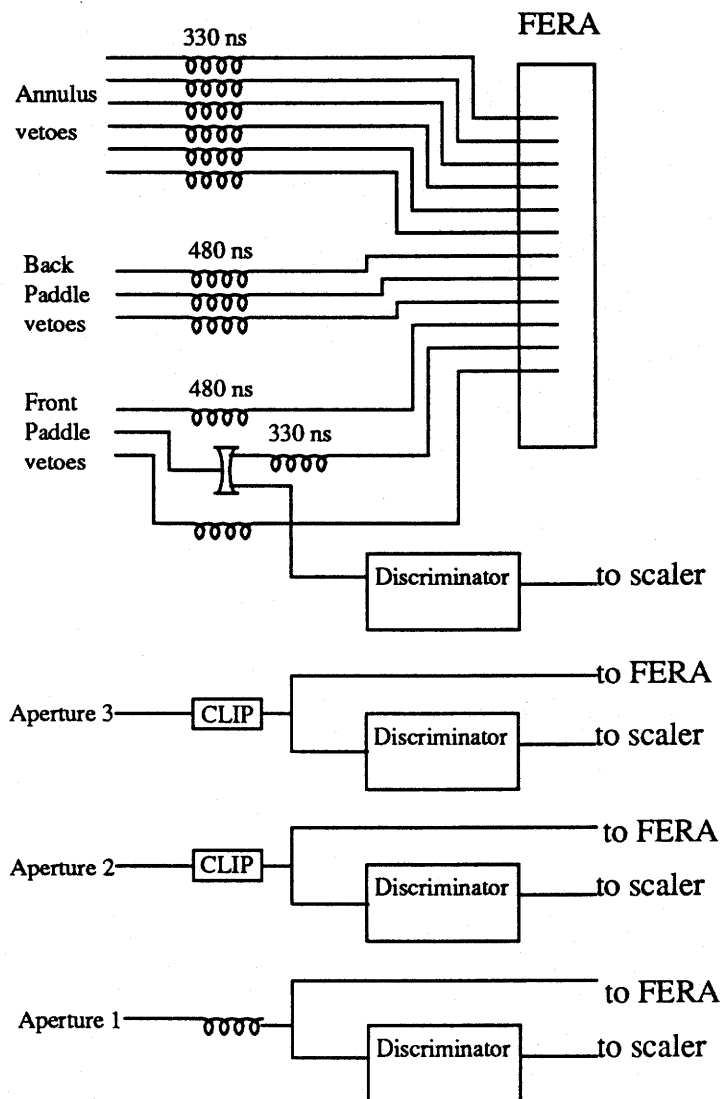 FERA
330 ns
Annulus
vetoes
480 ns
Back
Paddle
vetoes
480 ns
Front
Paddle
vetoes
330 ns
Discriminator
to scaler
to FERA
Aperture 3
CLIP
Discriminator
to scaler
to FERA
Aperture 2
CLIP
Discriminator
to scaler
to FERA
Aperture 1
Discriminator
to scaler